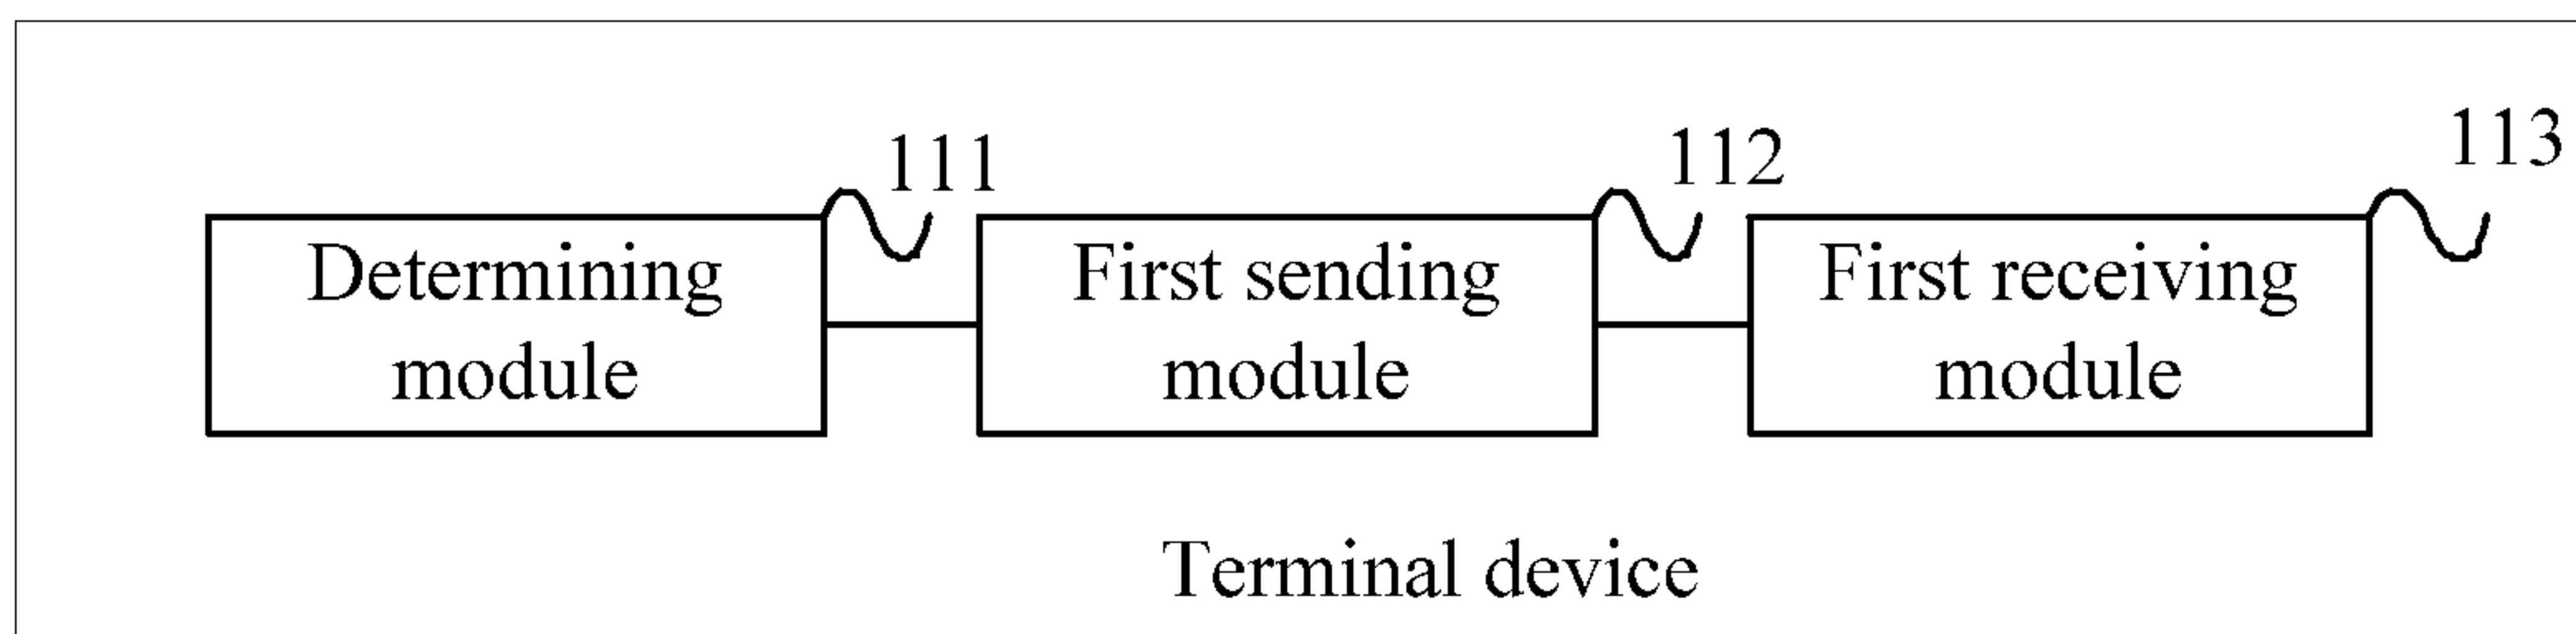 111
112
113
Determining
module
First sending
module
First receiving
module
Terminal device